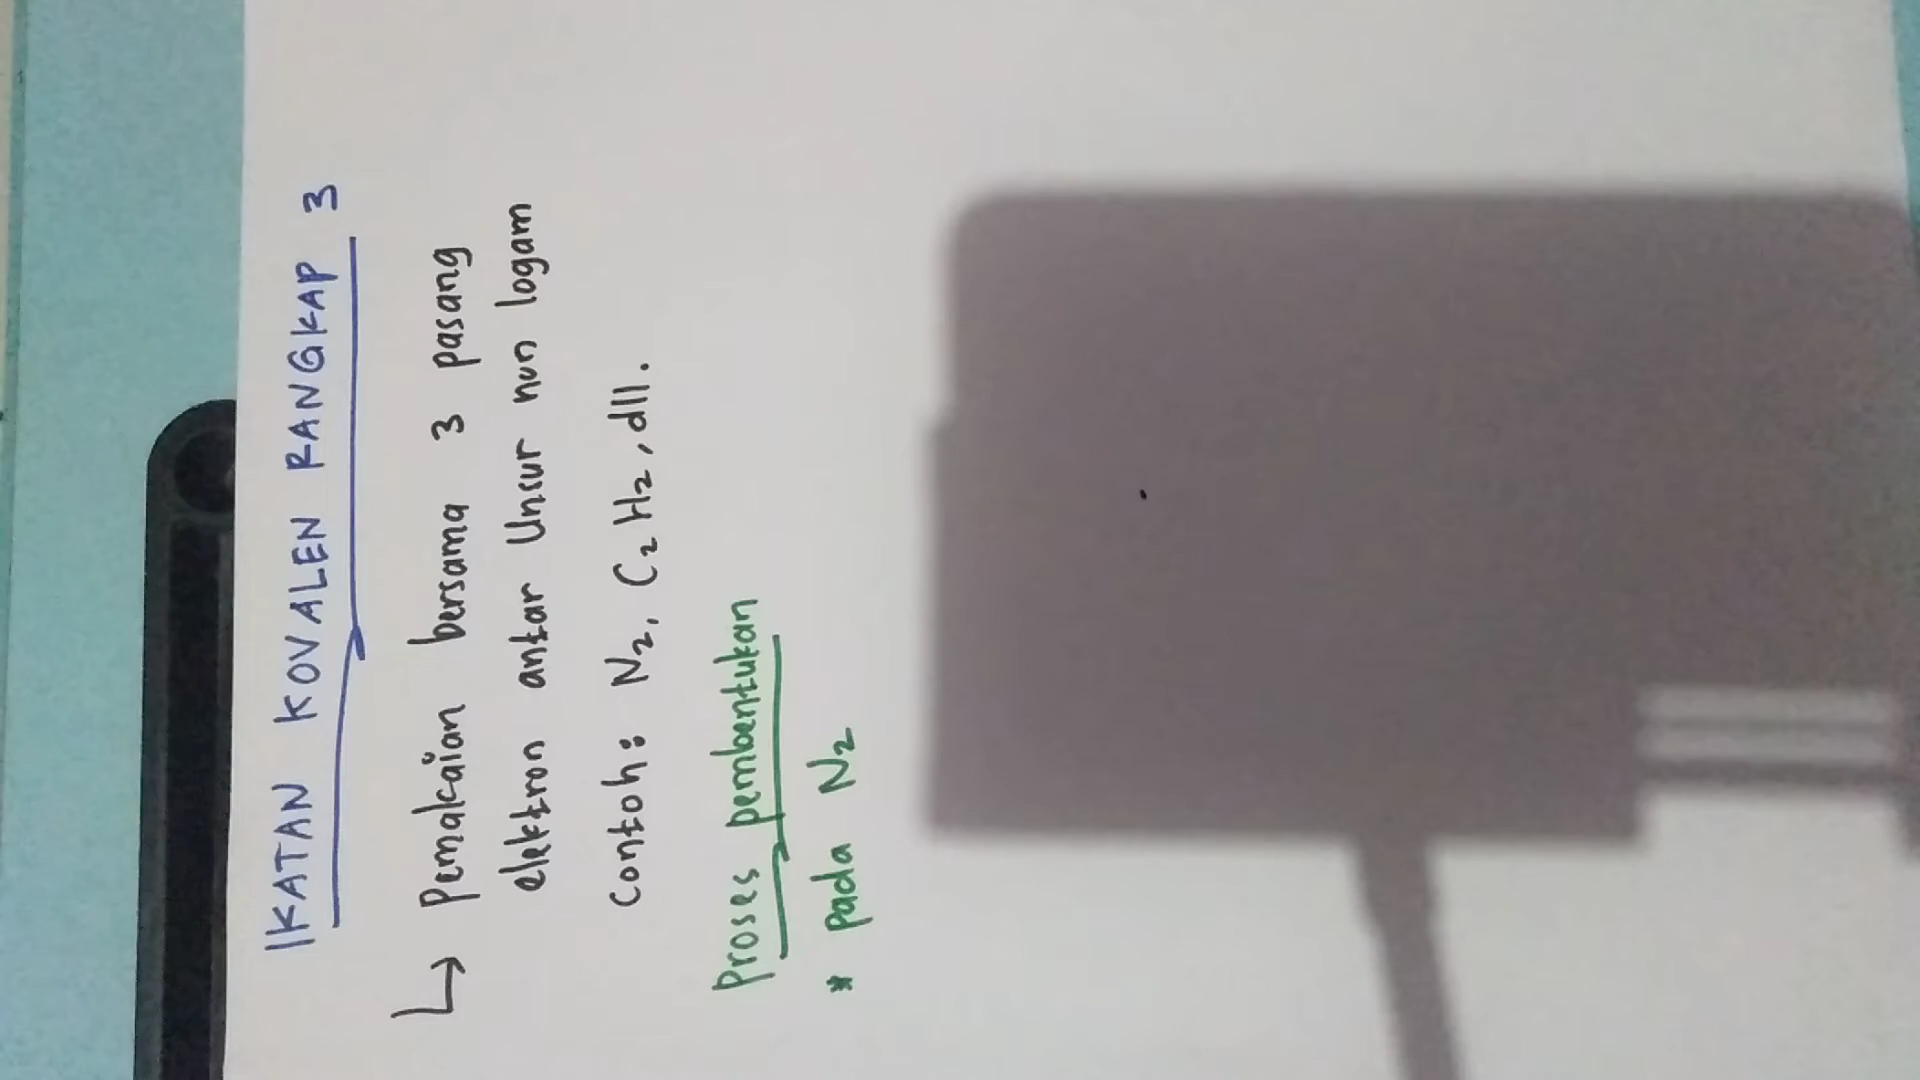 IKATAN KOVALEN RANGKAP 3
↳ Pemakaian bersama 3 pasang
elektron antar Unsur nun logam
Contoh: N₂, C₂H₂, dll.
Proses pembentukan
* pada N₂